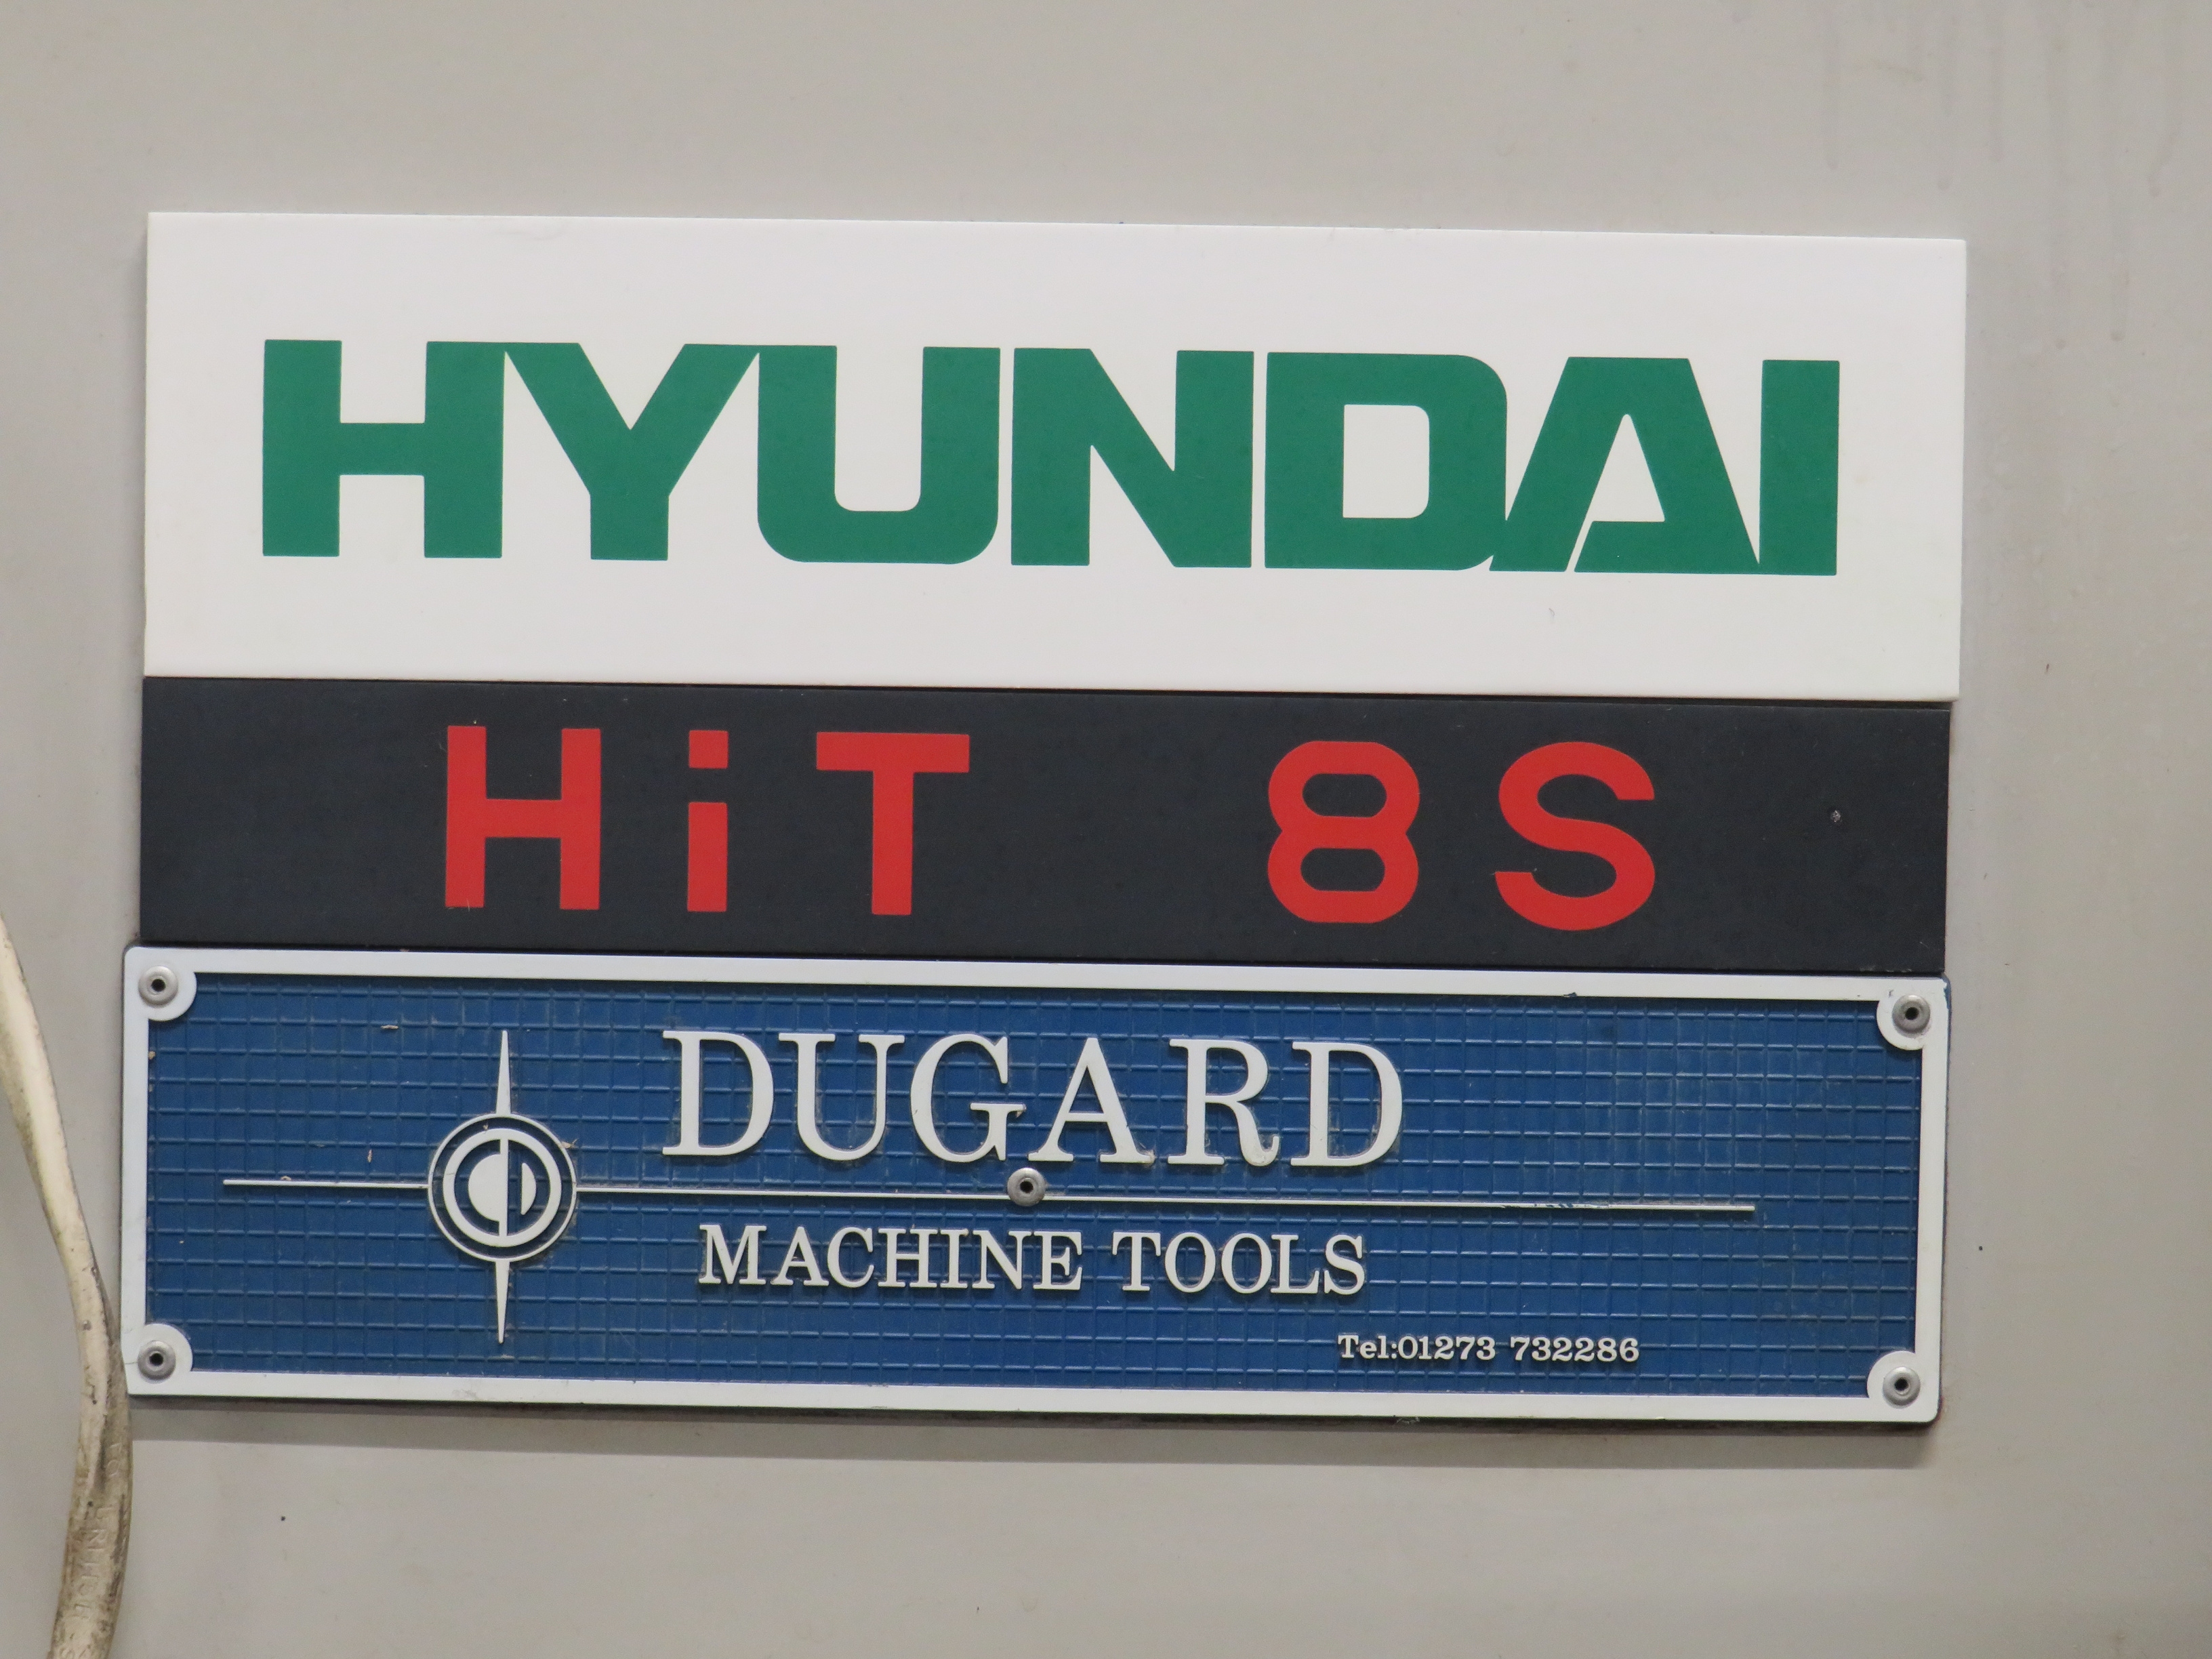 HYUNDAI
HiT 8S
DUGARD
MACHINE TOOLS
Tel:01273 732286